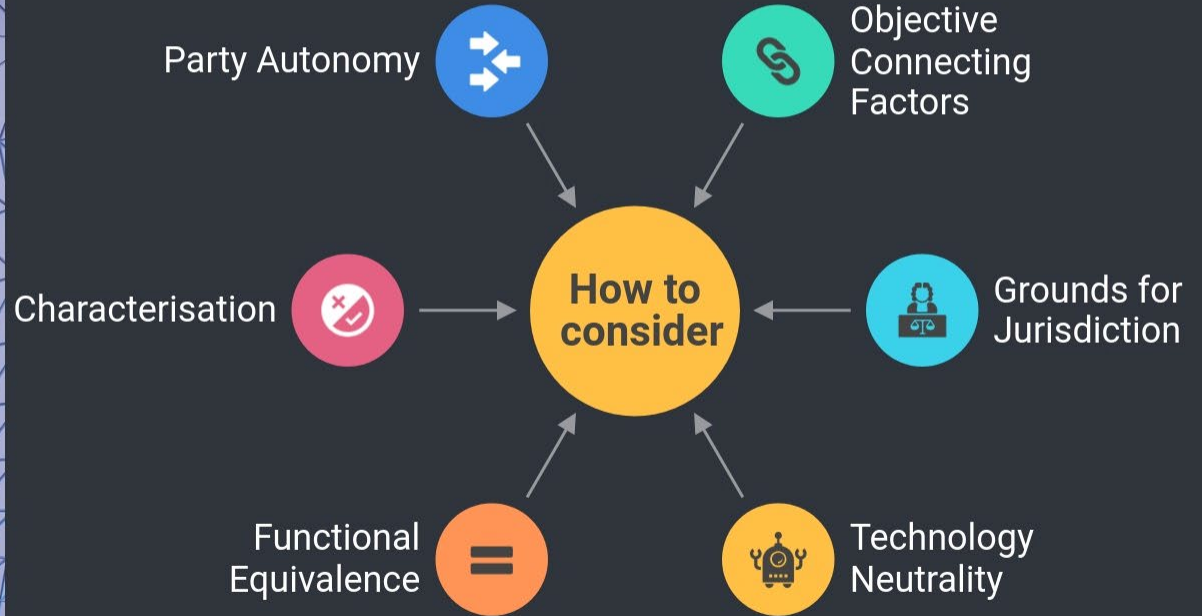 Party Autonomy
Objective
Connecting
Factors
Characterisation
How to
consider
Grounds for
Jurisdiction
Functional
Equivalence
Technology
Neutrality